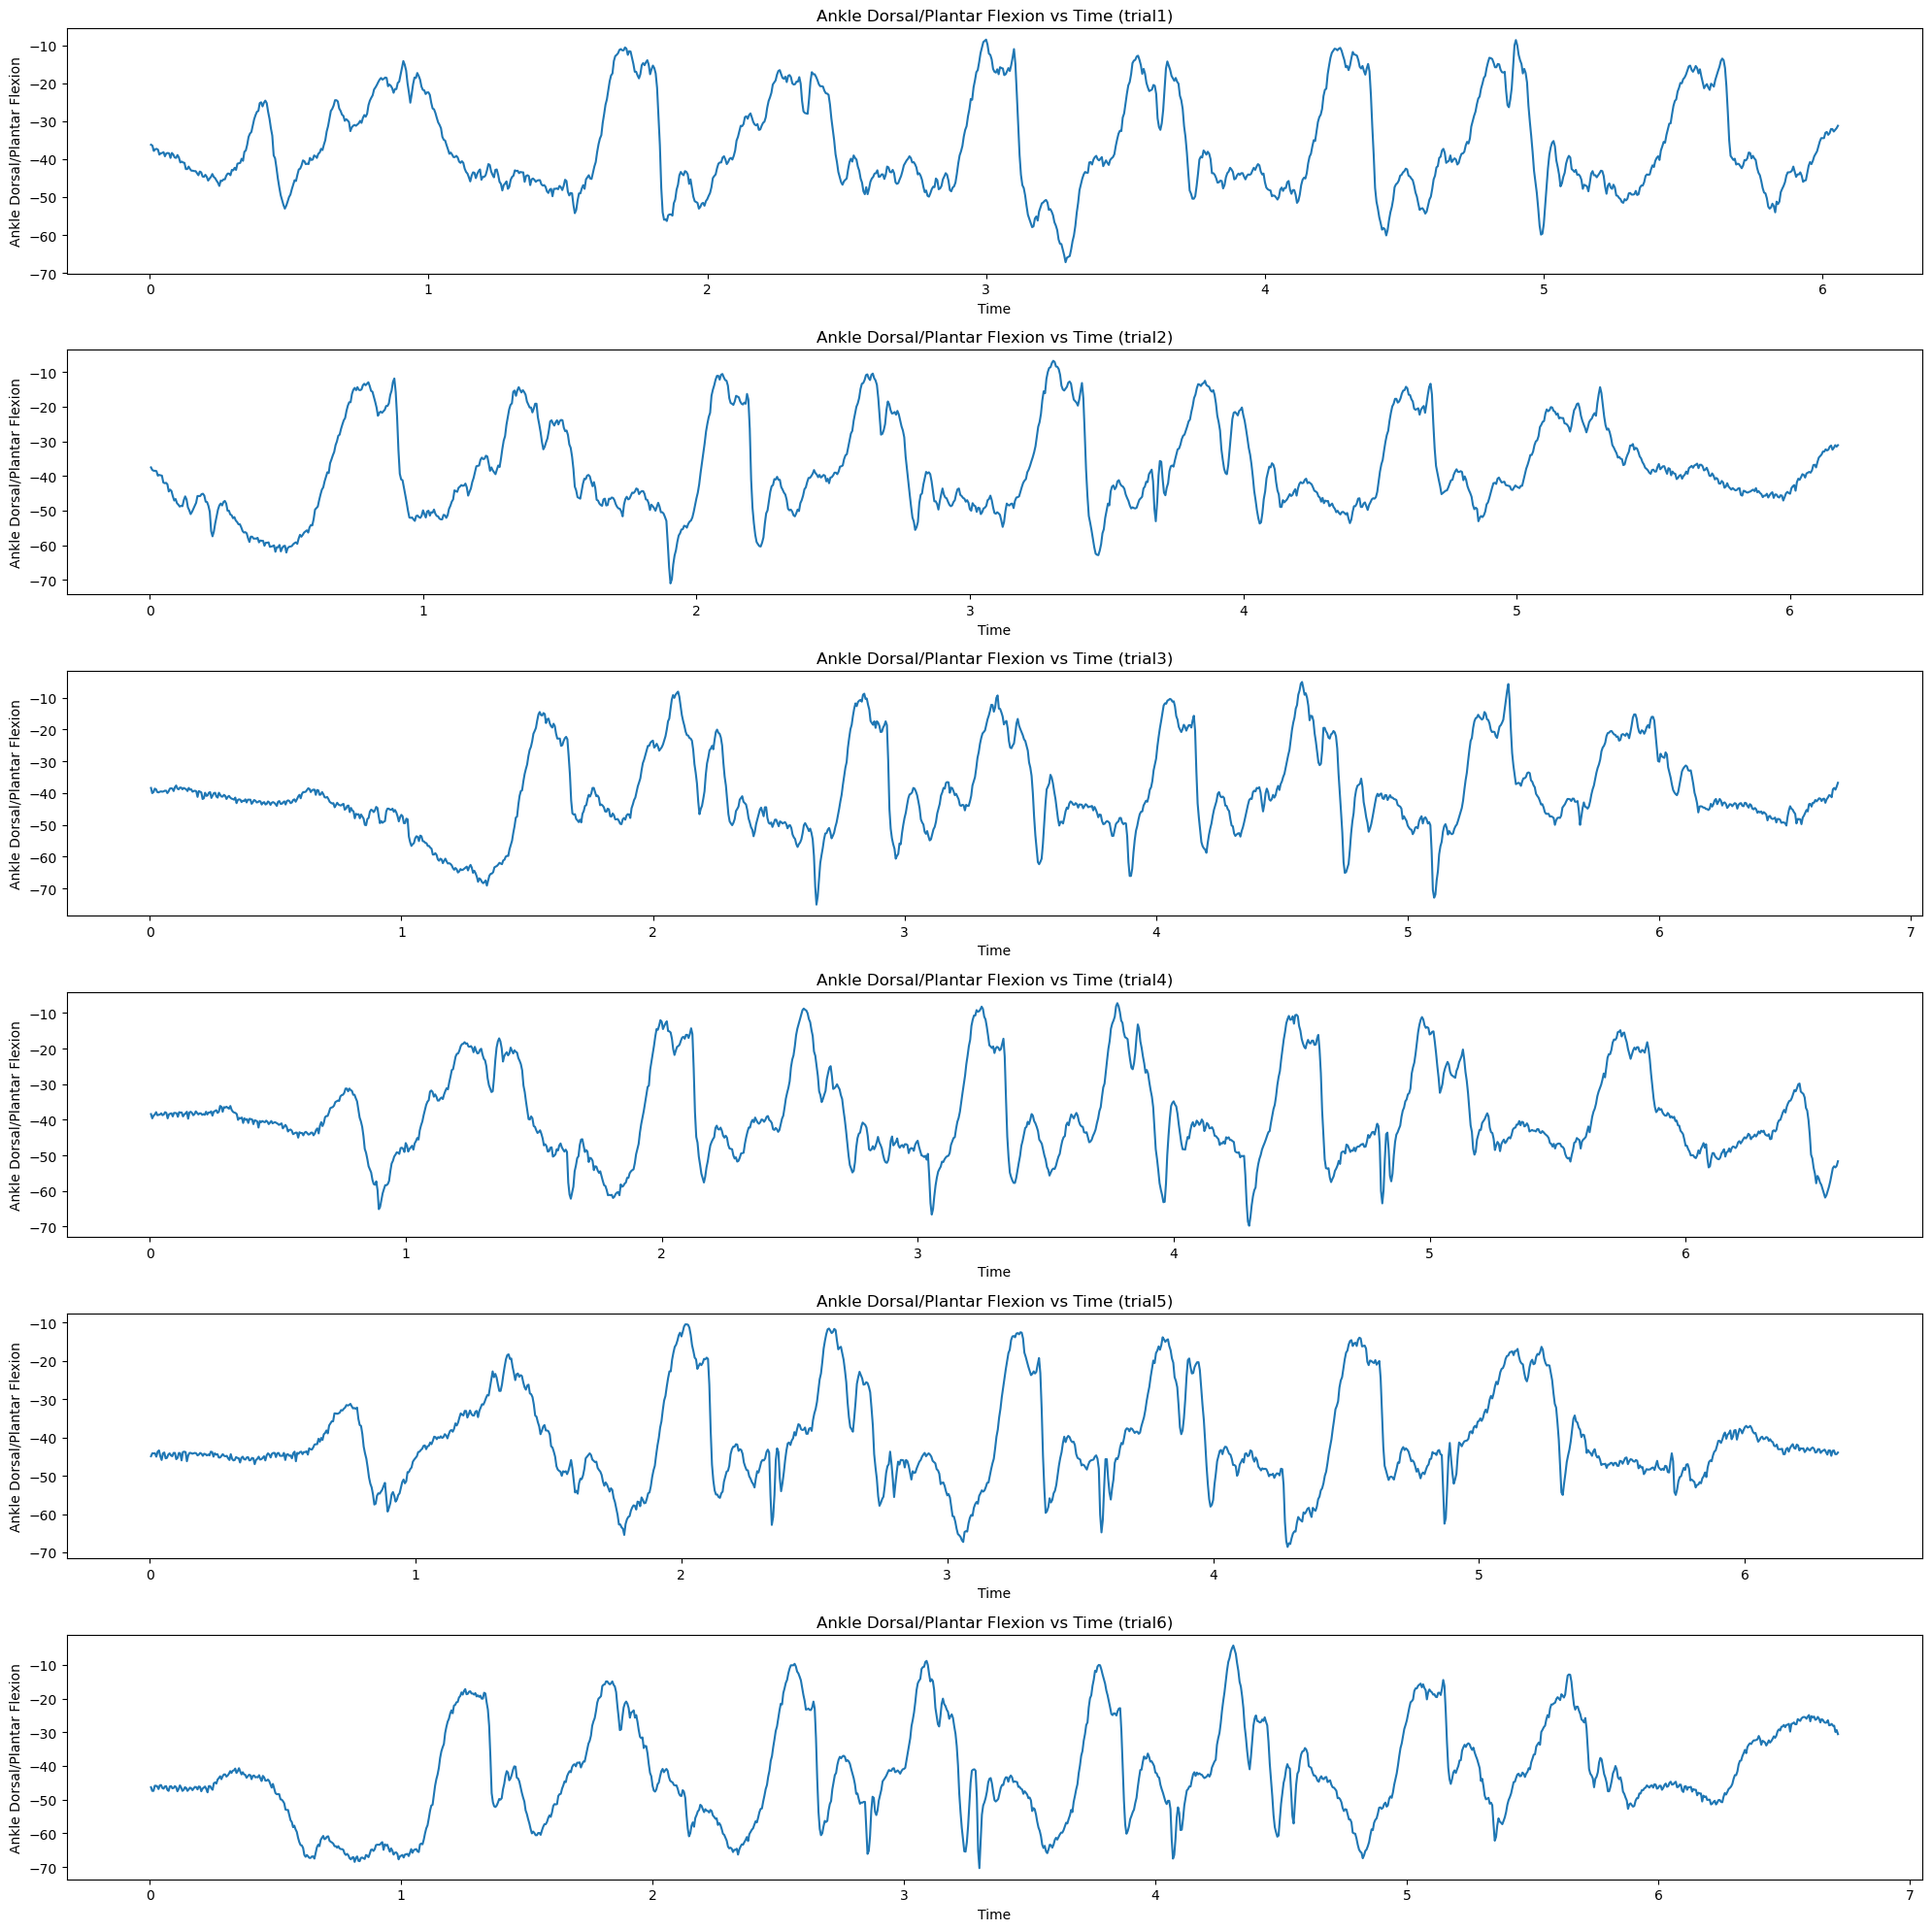 Ankle Dorsal/Plantar Flexion vs Time (trial1)
Ankle Dorsal/Plantar Flexion
−10
−20
−30
−40
−50
−60
−70
0 1 2 3 4 5 6
Time
Ankle Dorsal/Plantar Flexion vs Time (trial2)
Ankle Dorsal/Plantar Flexion
−10
−20
−30
−40
−50
−60
−70
0 1 2 3 4 5 6
Time
Ankle Dorsal/Plantar Flexion vs Time (trial3)
Ankle Dorsal/Plantar Flexion
−10
−20
−30
−40
−50
−60
−70
0 1 2 3 4 5 6 7
Time
Ankle Dorsal/Plantar Flexion vs Time (trial4)
Ankle Dorsal/Plantar Flexion
−10
−20
−30
−40
−50
−60
−70
0 1 2 3 4 5 6
Time
Ankle Dorsal/Plantar Flexion vs Time (trial5)
Ankle Dorsal/Plantar Flexion
−10
−20
−30
−40
−50
−60
−70
0 1 2 3 4 5 6
Time
Ankle Dorsal/Plantar Flexion vs Time (trial6)
Ankle Dorsal/Plantar Flexion
−10
−20
−30
−40
−50
−60
−70
0 1 2 3 4 5 6 7
Time